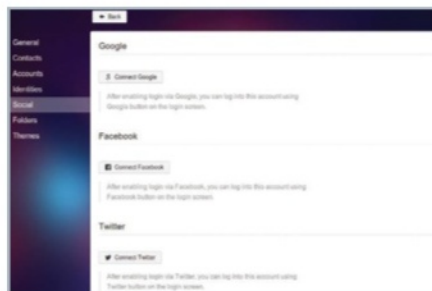 Back
General
Contacts
Accounts
Identities
Social
Folders
Themes
Google
Connect Google
After enabling login via Google, you can log into this account using
Google button on the login screen.
Facebook
Connect Facebook
After enabling login via Facebook, you can log into this account using
Facebook button on the login screen.
Twitter
Connect Twitter
After enabling login via Twitter, you can log into this account using
Twitter button on the login screen.